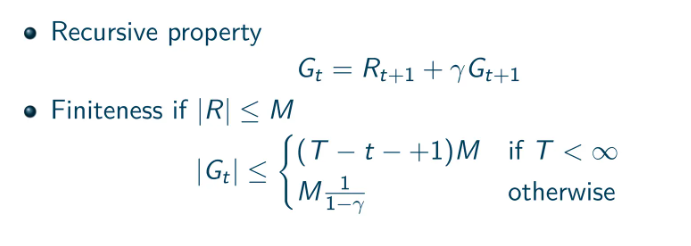 Recursive property
G_t = R_{t+1} + γG_{t+1}
Finiteness if |R| ≤ M
|G_t| ≤ { (T − t − +1)M if T < ∞
M 1/(1−γ) otherwise